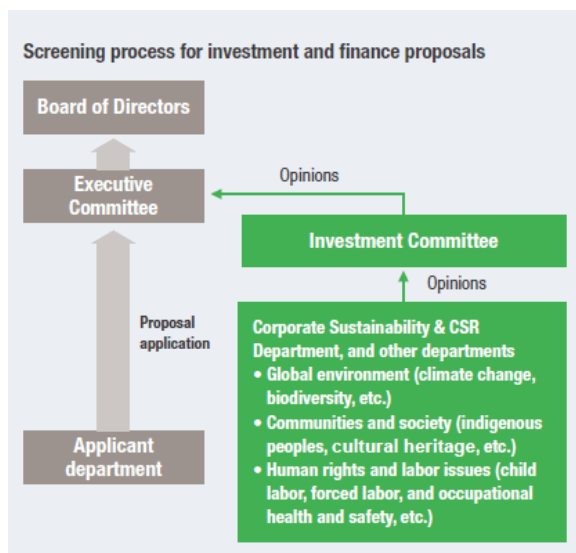 Screening process for investment and finance proposals
Board of Directors
Executive
Committee
Opinions
Investment Committee
Opinions
Proposal
application
Corporate Sustainability & CSR
Department, and other departments
• Global environment (climate change,
biodiversity, etc.)
• Communities and society (indigenous
peoples, cultural heritage, etc.)
• Human rights and labor issues (child
labor, forced labor, and occupational
health and safety, etc.)
Applicant
department